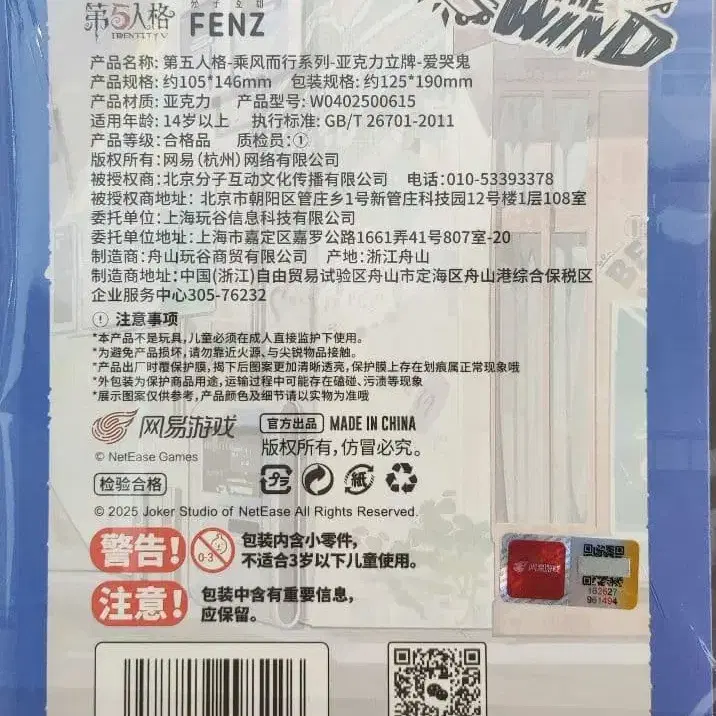 第5人格
IDENTITY V
FENZ
THE
WIND
产品名称: 第五人格-乘风而行系列-亚克力立牌-爱哭鬼
产品规格: 约105*146mm 包装规格: 约125*190mm
产品材质: 亚克力 产品型号: W0402500615
适用年龄: 14岁以上 执行标准: GB/T 26701-2011
产品等级: 合格品 质检员:①
版权所有: 网易(杭州)网络有限公司
被授权商:北京分子互动文化传播有限公司 电话:010-53393378
被授权商地址: 北京市朝阳区管庄乡1号新管庄科技园12号楼1层108室
委托单位: 上海玩谷信息科技有限公司
委托单位地址: 上海市嘉定区嘉罗公路1661弄41号807室-20
制造商: 舟山玩谷商贸有限公司 产地: 浙江舟山
制造商地址: 中国(浙江)自由贸易试验区舟山市定海区舟山港综合保税区
企业服务中心305-76232
! 注意事项
*本产品不是玩具,儿童必须在成人直接监护下使用。
*为避免产品损坏,请勿靠近火源、与尖锐物品接触。
*产品出厂时覆保护膜,揭下后图案更加清晰透亮,保护膜上存在划痕属正常现象哦
*外包装为保护商品用途,运输过程中可能存在磕碰、污渍等现象
*展示图案仅供参考,产品颜色及细节请以实物为准哦
网易游戏 官方出品 MADE IN CHINA
© NetEase Games 版权所有,仿冒必究。
检验合格 プラ 紙
© 2025 Joker Studio of NetEase All Rights Reserved.
警告! 0-3 包装内含小零件,
不适合3岁以下儿童使用。
注意! 包装中含有重要信息,
应保留。
网易游戏
162627
961494